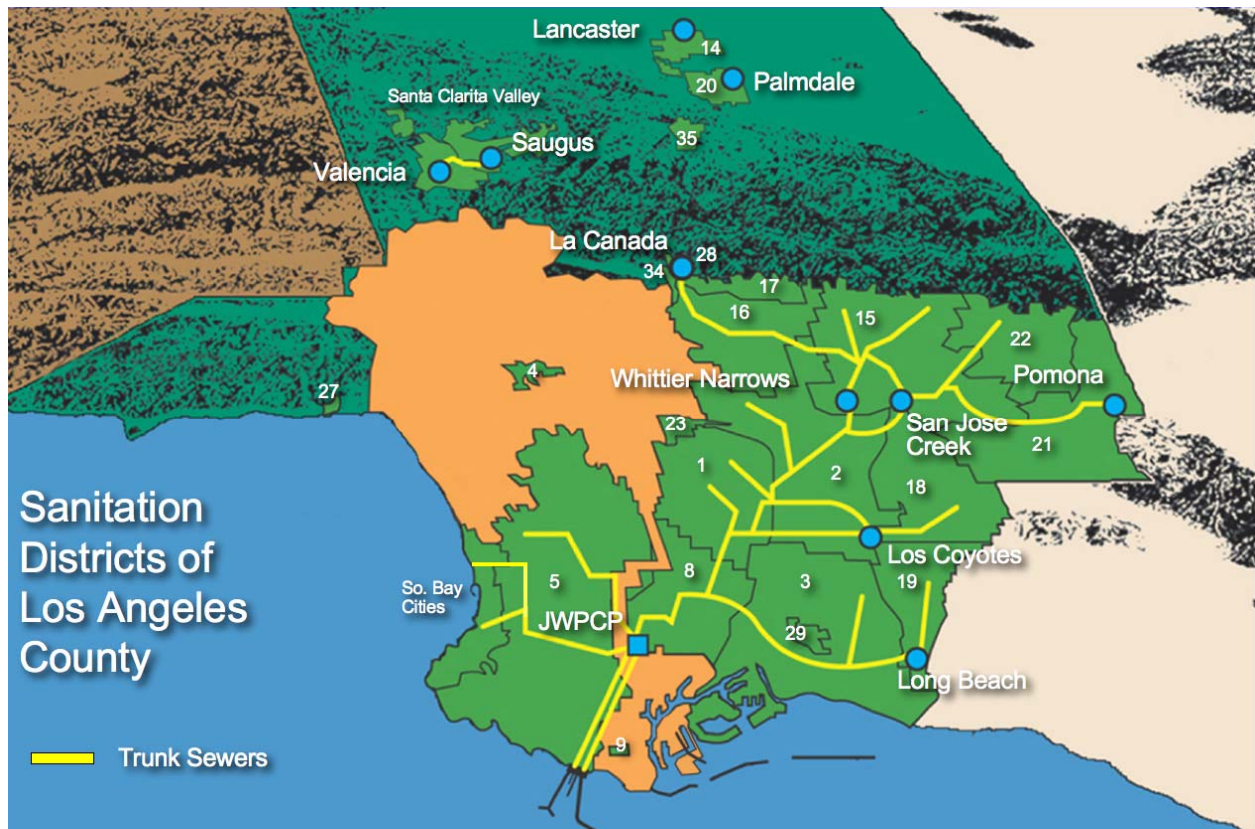 Lancaster
14
20
Palmdale
Santa Clarita Valley
35
Saugus
Valencia
La Canada
28
34
17
16
15
22
4
Whittier Narrows
Pomona
27
23
San Jose
Creek
21
1
2
18
Sanitation
Districts of
Los Angeles
County
Los Coyotes
So. Bay
Cities
5
8
3
19
JWPCP
29
Long Beach
9
Trunk Sewers